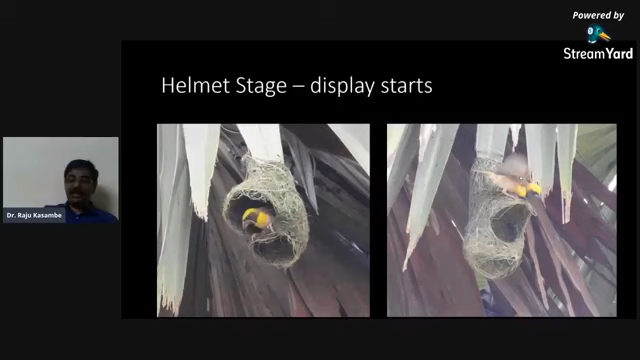 Powered by
StreamYard
Helmet Stage – display starts
Dr. Raju Kasambe